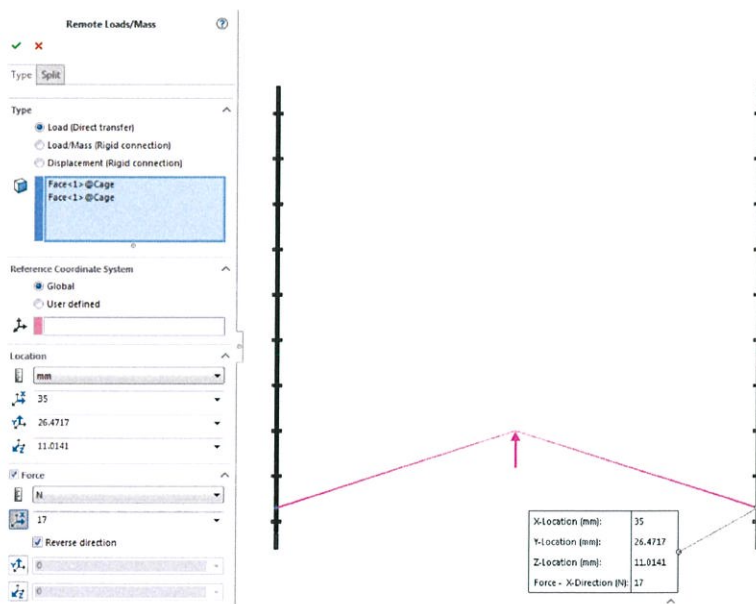 Remote Loads/Mass
Type Split
Type
Load (Direct transfer)
Load/Mass (Rigid connection)
Displacement (Rigid connection)
Face<1>@Cage
Face<1>@Cage
Reference Coordinate System
Global
User defined
Location
mm
35
26.4717
11.0141
Force
N
17
Reverse direction
0
0
X-Location (mm): 35
Y-Location (mm): 26.4717
Z-Location (mm): 11.0141
Force - X-Direction (N): 17